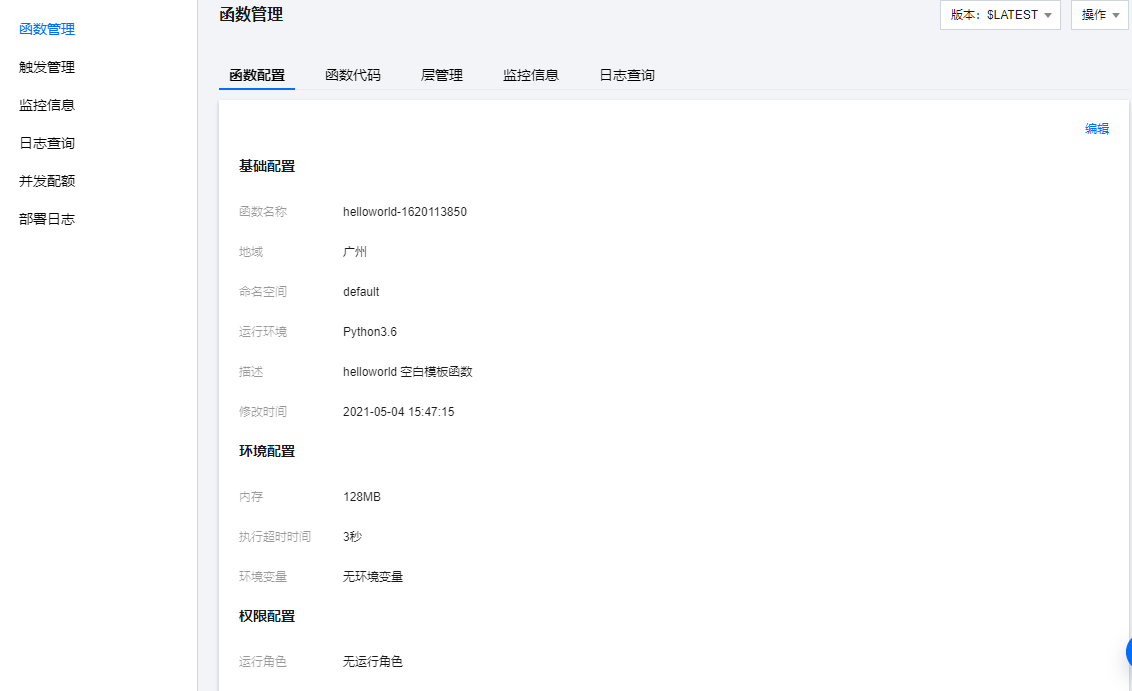 函数管理
触发管理
监控信息
日志查询
并发配额
部署日志
函数管理
版本：$LATEST
操作
函数配置 函数代码 层管理 监控信息 日志查询
编辑
基础配置
函数名称 helloworld-1620113850
地域 广州
命名空间 default
运行环境 Python3.6
描述 helloworld 空白模板函数
修改时间 2021-05-04 15:47:15
环境配置
内存 128MB
执行超时时间 3秒
环境变量 无环境变量
权限配置
运行角色 无运行角色